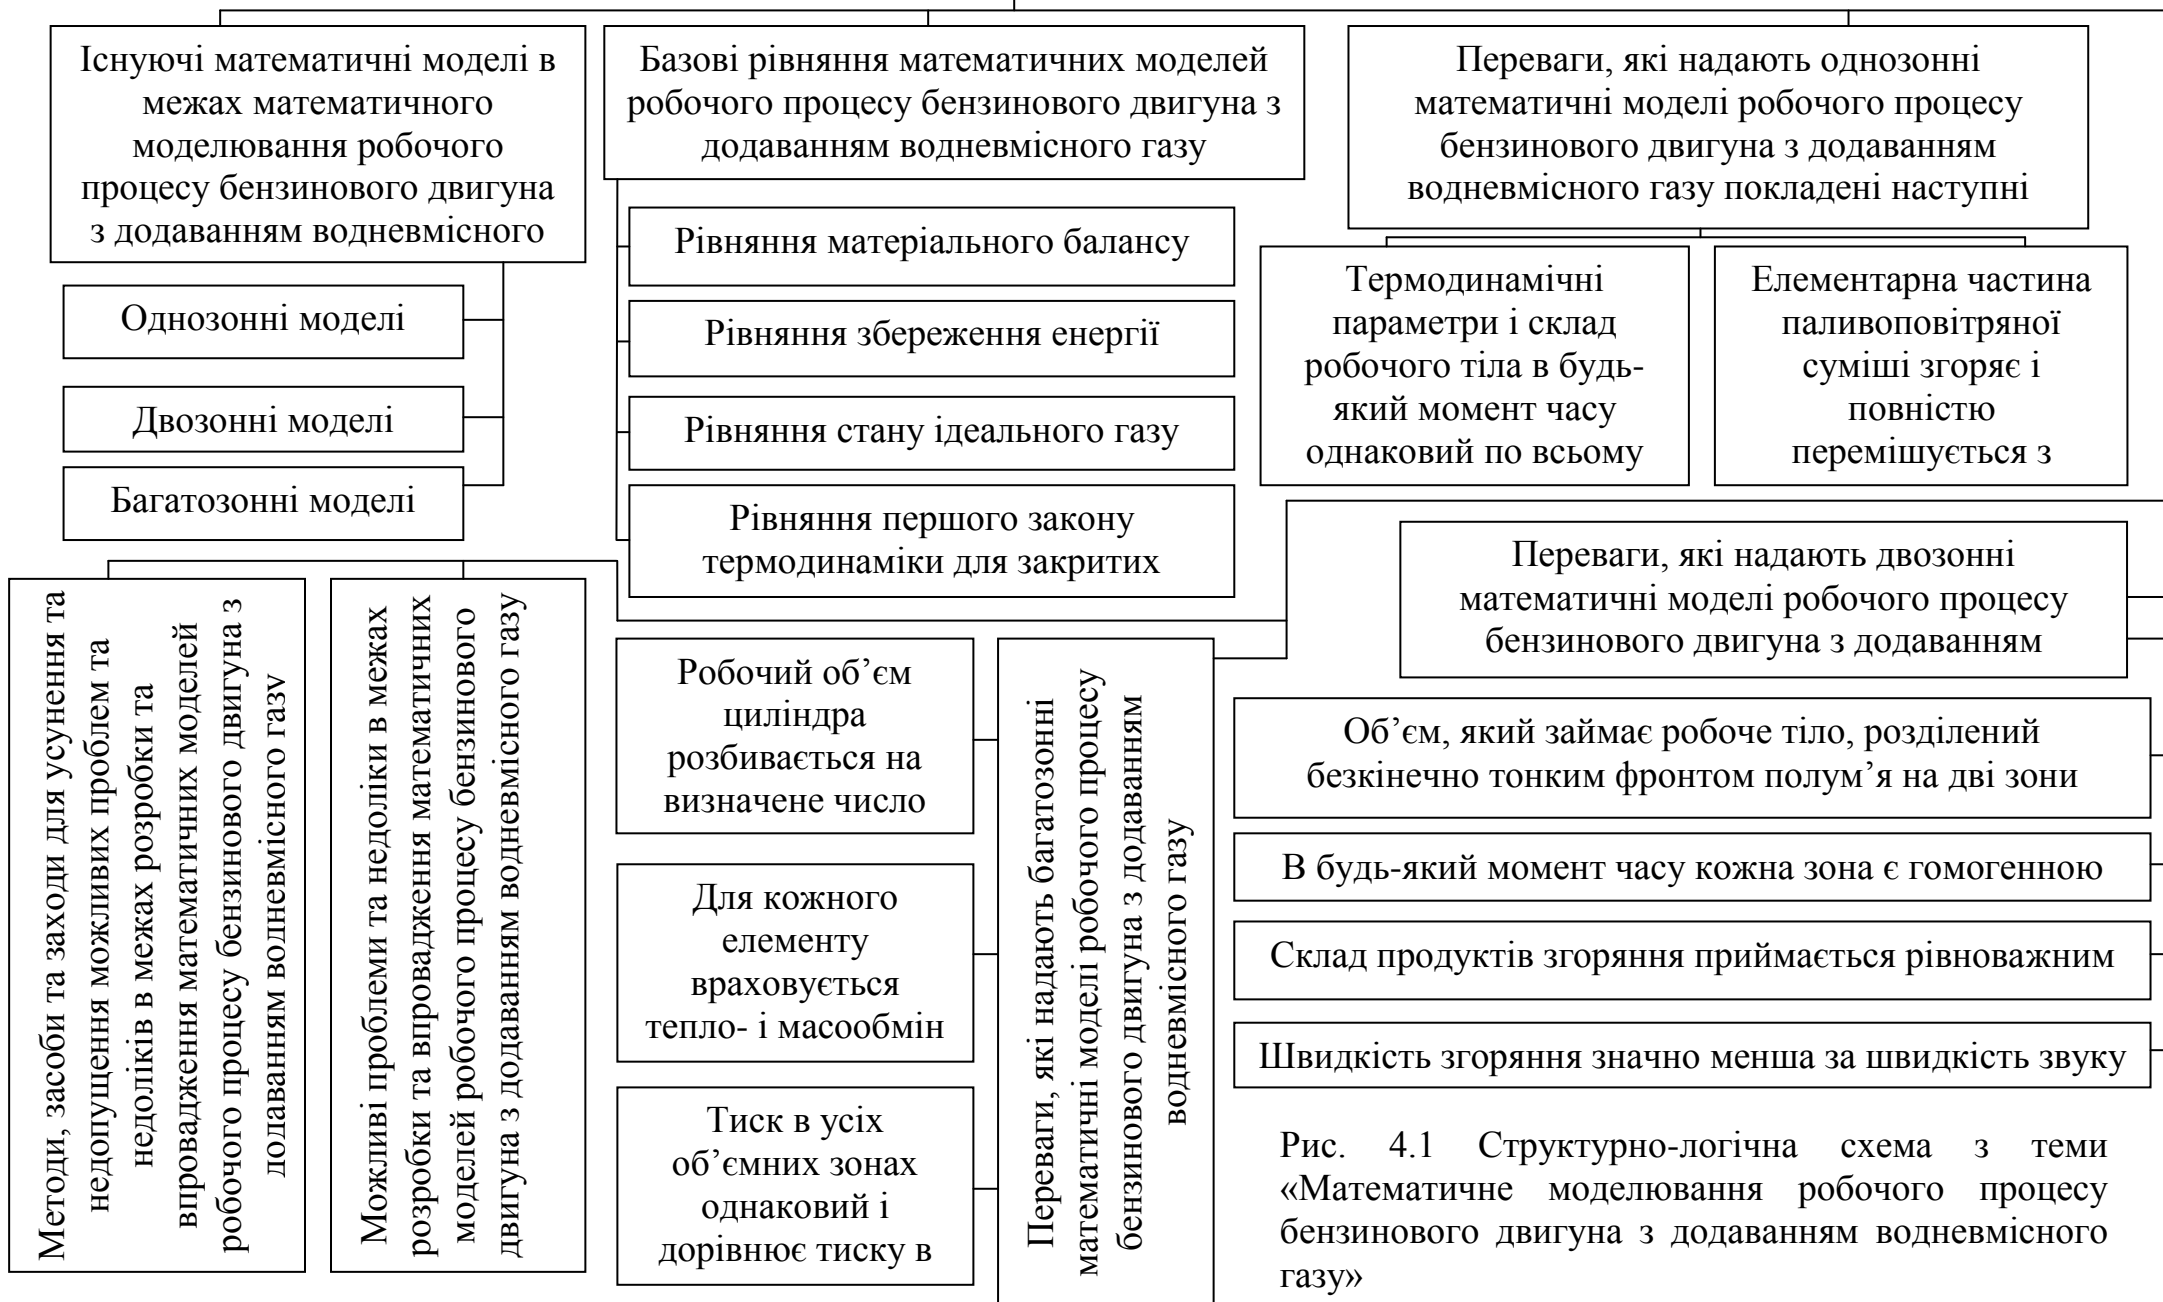 Існуючі математичні моделі в
межах математичного
моделювання робочого
процесу бензинового двигуна
з додаванням водневмісного
Однозонні моделі
Двозонні моделі
Багатозонні моделі
Базові рівняння математичних моделей
робочого процесу бензинового двигуна з
додаванням водневмісного газу
Рівняння матеріального балансу
Рівняння збереження енергії
Рівняння стану ідеального газу
Рівняння першого закону
термодинаміки для закритих
Переваги, які надають однозонні
математичні моделі робочого процесу
бензинового двигуна з додаванням
водневмісного газу покладені наступні
Термодинамічні
параметри і склад
робочого тіла в будь-
який момент часу
однаковий по всьому
Елементарна частина
паливоповітряної
суміші згоряє і
повністю
перемішується з
Методи, засоби та заходи для усунення та
недопущення можливих проблем та
недоліків в межах розробки та
впровадження математичних моделей
робочого процесу бензинового двигуна з
додаванням водневмісного газу
Можливі проблеми та недоліки в межах
розробки та впровадження математичних
моделей робочого процесу бензинового
двигуна з додаванням водневмісного газу
Робочий об’єм
циліндра
розбивається на
визначене число
Для кожного
елементу
враховується
тепло- і масообмін
Тиск в усіх
об’ємних зонах
однаковий і
дорівнює тиску в
Переваги, які надають багатозонні
математичні моделі робочого процесу
бензинового двигуна з додаванням
водневмісного газу
Переваги, які надають двозонні
математичні моделі робочого процесу
бензинового двигуна з додаванням
Об’єм, який займає робоче тіло, розділений
безкінечно тонким фронтом полум’я на дві зони
В будь-який момент часу кожна зона є гомогенною
Склад продуктів згоряння приймається рівноважним
Швидкість згоряння значно менша за швидкість звуку
Рис. 4.1 Структурно-логічна схема з теми
«Математичне моделювання робочого процесу
бензинового двигуна з додаванням водневмісного
газу»